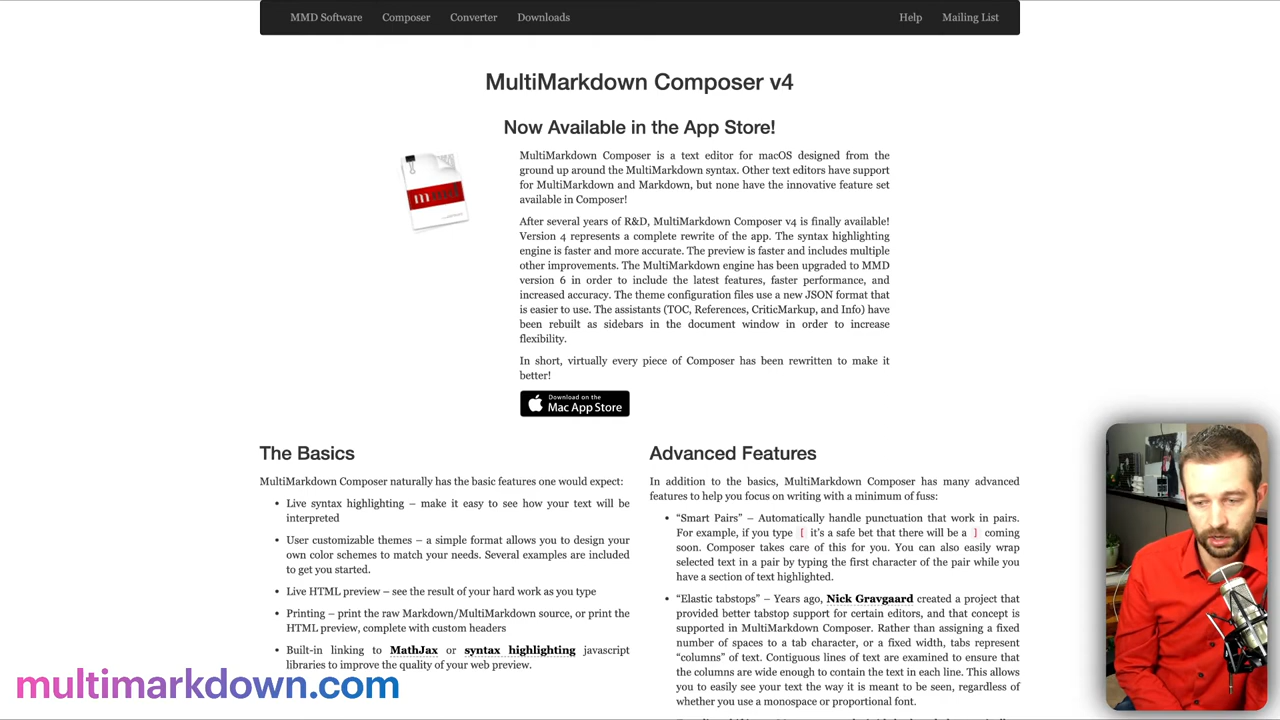 MMD Software Composer Converter Downloads Help Mailing List
MultiMarkdown Composer v4
Now Available in the App Store!
MultiMarkdown Composer is a text editor for macOS designed from the
ground up around the MultiMarkdown syntax. Other text editors have support
for MultiMarkdown and Markdown, but none have the innovative feature set
available in Composer!
After several years of R&D, MultiMarkdown Composer v4 is finally available!
Version 4 represents a complete rewrite of the app. The syntax highlighting
engine is faster and more accurate. The preview is faster and includes multiple
other improvements. The MultiMarkdown engine has been upgraded to MMD
version 6 in order to include the latest features, faster performance, and
increased accuracy. The theme configuration files use a new JSON format that
is easier to use. The assistants (TOC, References, CriticMarkup, and Info) have
been rebuilt as sidebars in the document window in order to increase
flexibility.
In short, virtually every piece of Composer has been rewritten to make it
better!
Download on the
Mac App Store
The Basics
MultiMarkdown Composer naturally has the basic features one would expect:
• Live syntax highlighting – make it easy to see how your text will be
interpreted
• User customizable themes – a simple format allows you to design your
own color schemes to match your needs. Several examples are included
to get you started.
• Live HTML preview – see the result of your hard work as you type
• Printing – print the raw Markdown/MultiMarkdown source, or print the
HTML preview, complete with custom headers
• Built-in linking to MathJax or syntax highlighting javascript
libraries to improve the quality of your web preview.
Advanced Features
In addition to the basics, MultiMarkdown Composer has many advanced
features to help you focus on writing with a minimum of fuss:
• “Smart Pairs” – Automatically handle punctuation that work in pairs.
For example, if you type [ it’s a safe bet that there will be a ] coming
soon. Composer takes care of this for you. You can also easily wrap
selected text in a pair by typing the first character of the pair while you
have a section of text highlighted.
• “Elastic tabstops” – Years ago, Nick Gravgaard created a project that
provided better tabstop support for certain editors, and that concept is
supported in MultiMarkdown Composer. Rather than assigning a fixed
number of spaces to a tab character, or a fixed width, tabs represent
“columns” of text. Contiguous lines of text are examined to ensure that
the columns are wide enough to contain the text in each line. This allows
you to easily see your text the way it is meant to be seen, regardless of
whether you use a monospace or proportional font.
multimarkdown.com